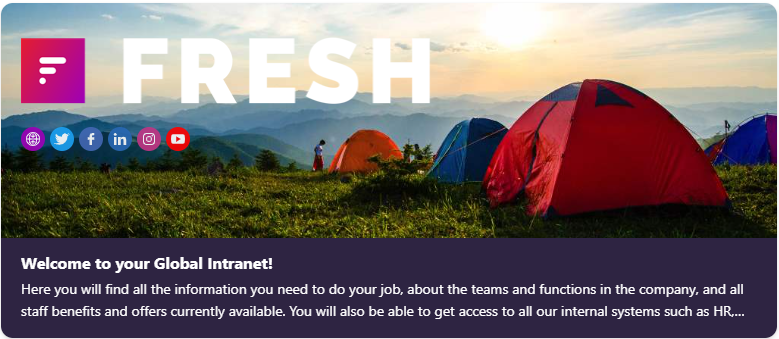 FRESH
Welcome to your Global Intranet!
Here you will find all the information you need to do your job, about the teams and functions in the company, and all
staff benefits and offers currently available. You will also be able to get access to all our internal systems such as HR,...